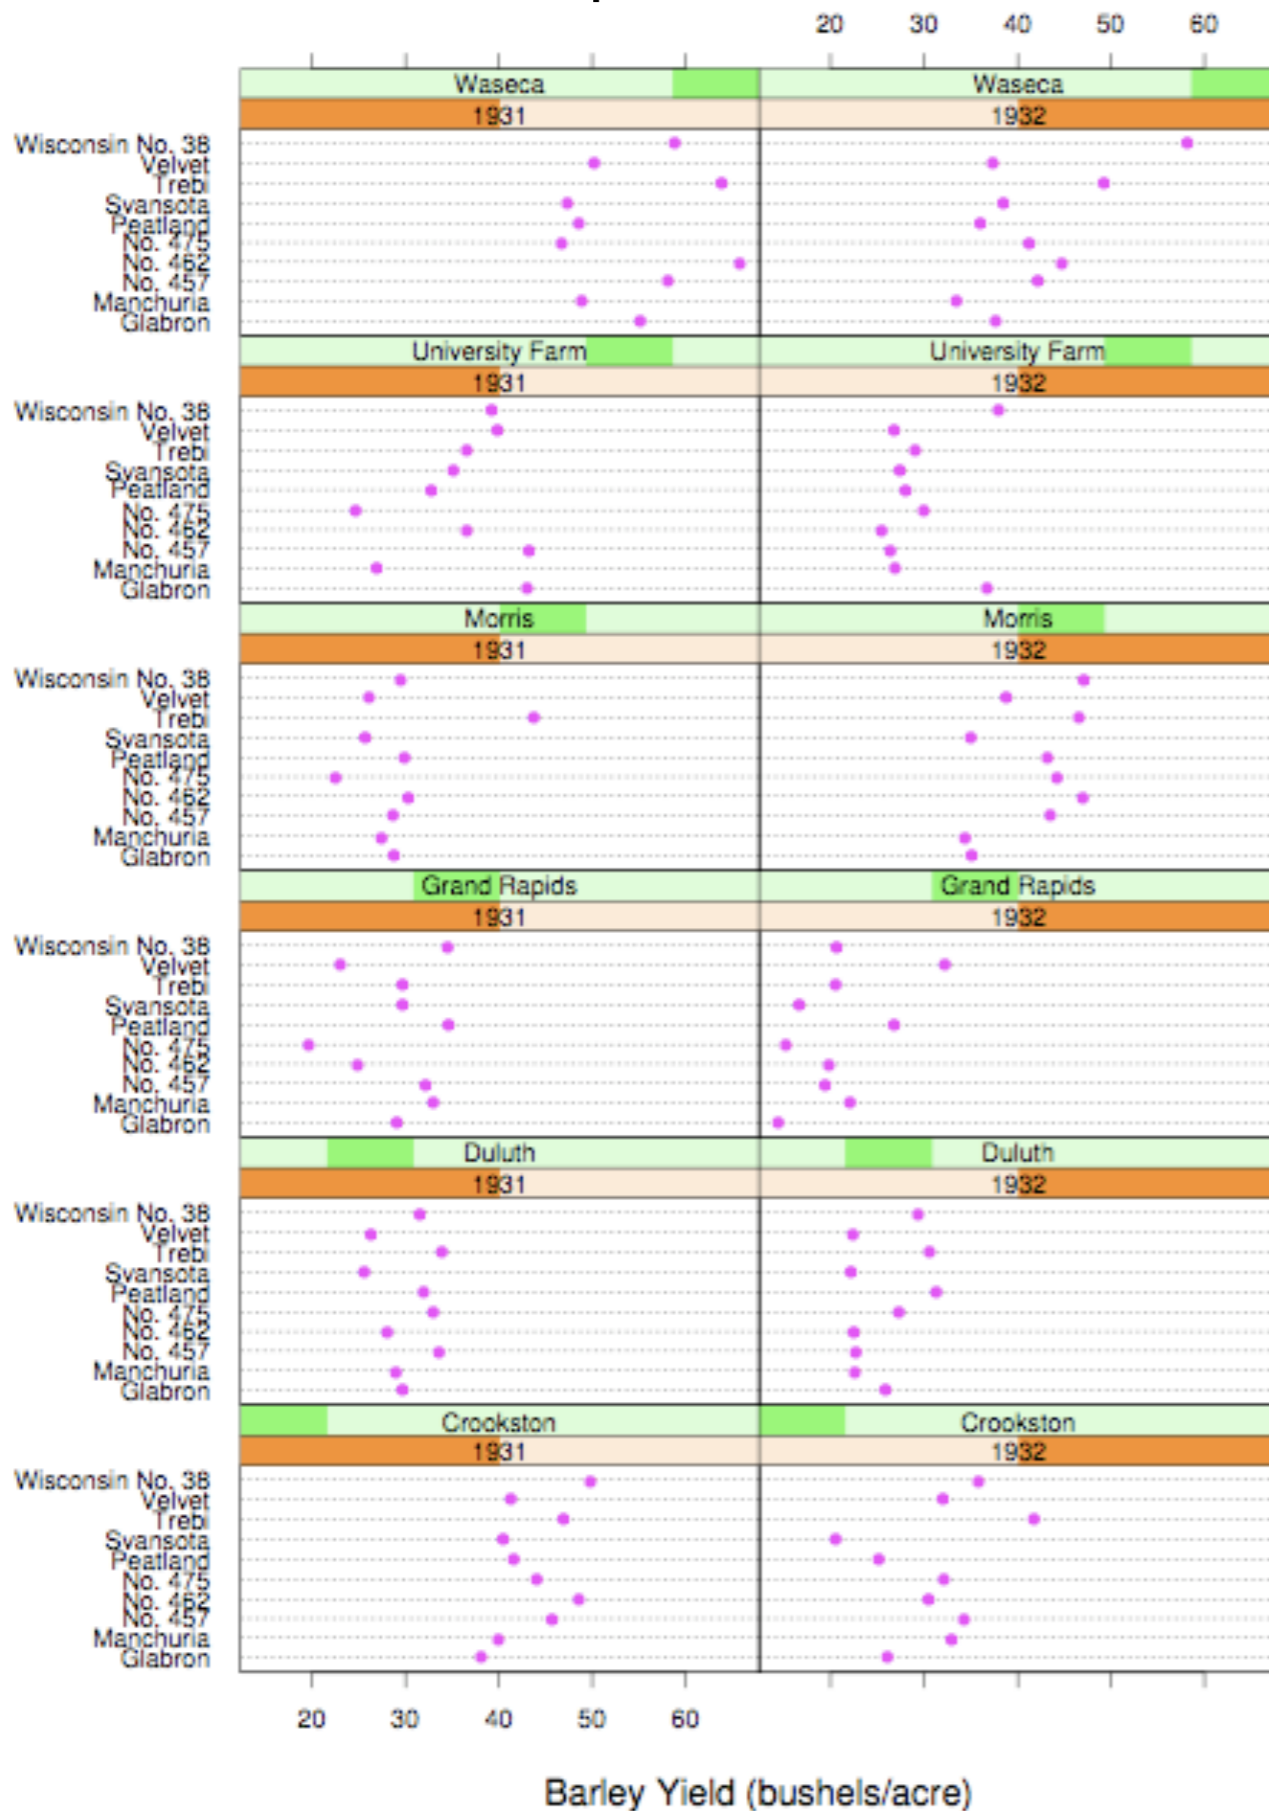 20 30 40 50 60
Waseca Waseca
1931 1932
Wisconsin No. 38
Velvet
Trebi
Svansota
Peatland
No. 475
No. 462
No. 457
Manchuria
Glabron
University Farm University Farm
1931 1932
Wisconsin No. 38
Velvet
Trebi
Svansota
Peatland
No. 475
No. 462
No. 457
Manchuria
Glabron
Morris Morris
1931 1932
Wisconsin No. 38
Velvet
Trebi
Svansota
Peatland
No. 475
No. 462
No. 457
Manchuria
Glabron
Grand Rapids Grand Rapids
1931 1932
Wisconsin No. 38
Velvet
Trebi
Svansota
Peatland
No. 475
No. 462
No. 457
Manchuria
Glabron
Duluth Duluth
1931 1932
Wisconsin No. 38
Velvet
Trebi
Svansota
Peatland
No. 475
No. 462
No. 457
Manchuria
Glabron
Crookston Crookston
1931 1932
Wisconsin No. 38
Velvet
Trebi
Svansota
Peatland
No. 475
No. 462
No. 457
Manchuria
Glabron
20 30 40 50 60
Barley Yield (bushels/acre)